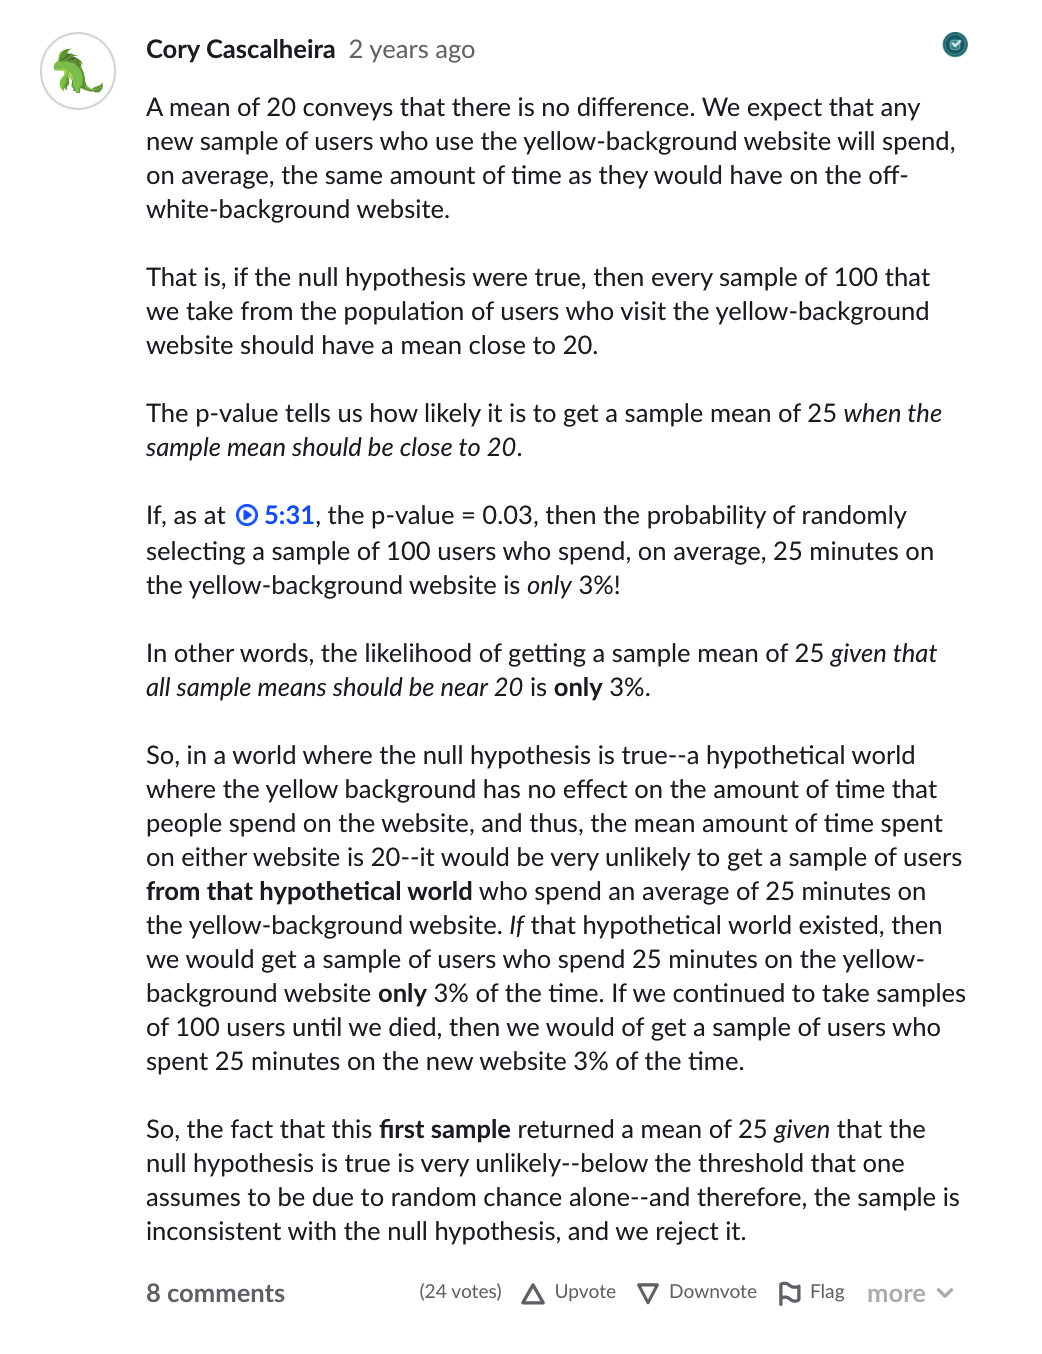 Cory Cascalheira 2 years ago
A mean of 20 conveys that there is no difference. We expect that any
new sample of users who use the yellow-background website will spend,
on average, the same amount of time as they would have on the off-
white-background website.
That is, if the null hypothesis were true, then every sample of 100 that
we take from the population of users who visit the yellow-background
website should have a mean close to 20.
The p-value tells us how likely it is to get a sample mean of 25 when the
sample mean should be close to 20.
If, as at 5:31, the p-value = 0.03, then the probability of randomly
selecting a sample of 100 users who spend, on average, 25 minutes on
the yellow-background website is only 3%!
In other words, the likelihood of getting a sample mean of 25 given that
all sample means should be near 20 is only 3%.
So, in a world where the null hypothesis is true--a hypothetical world
where the yellow background has no effect on the amount of time that
people spend on the website, and thus, the mean amount of time spent
on either website is 20--it would be very unlikely to get a sample of users
from that hypothetical world who spend an average of 25 minutes on
the yellow-background website. If that hypothetical world existed, then
we would get a sample of users who spend 25 minutes on the yellow-
background website only 3% of the time. If we continued to take samples
of 100 users until we died, then we would of get a sample of users who
spent 25 minutes on the new website 3% of the time.
So, the fact that this first sample returned a mean of 25 given that the
null hypothesis is true is very unlikely--below the threshold that one
assumes to be due to random chance alone--and therefore, the sample is
inconsistent with the null hypothesis, and we reject it.
8 comments (24 votes) Upvote Downvote Flag more